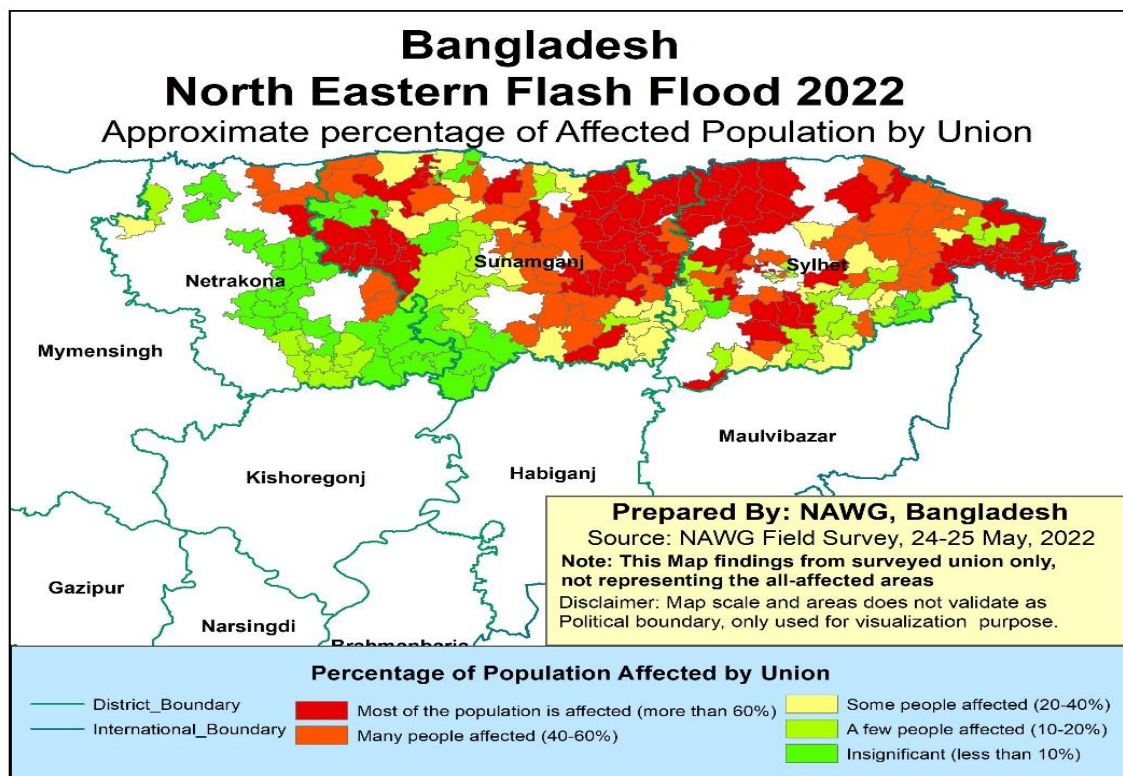 Bangladesh
North Eastern Flash Flood 2022
Approximate percentage of Affected Population by Union
Sunamganj
Sylhet
Netrakona
Mymensingh
Maulvibazar
Kishoregonj
Habiganj
Gazipur
Narsingdi
Brahmanbaria
Prepared By: NAWG, Bangladesh
Source: NAWG Field Survey, 24-25 May, 2022
Note: This Map findings from surveyed union only,
not representing the all-affected areas
Disclaimer: Map scale and areas does not validate as
Political boundary, only used for visualization purpose.
Percentage of Population Affected by Union
District_Boundary
International_Boundary
Most of the population is affected (more than 60%)
Many people affected (40-60%)
Some people affected (20-40%)
A few people affected (10-20%)
Insignificant (less than 10%)